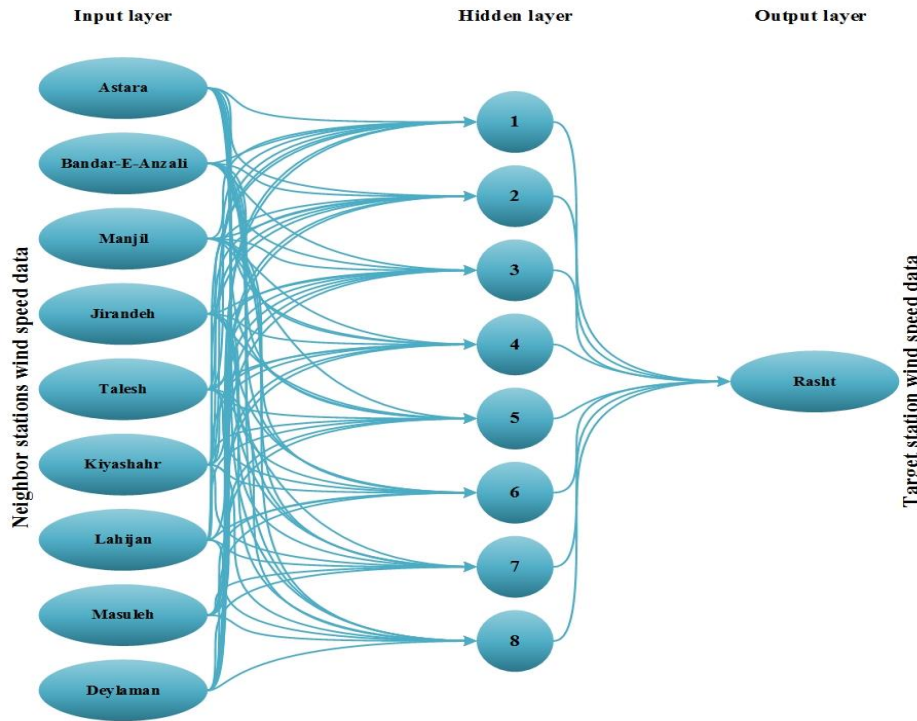 Input layer
Hidden layer
Output layer
Neighbor stations wind speed data
Astara
Bandar-E-Anzali
Manjil
Jirandeh
Talesh
Kiyashahr
Lahijan
Masuleh
Deylaman
1
2
3
4
5
6
7
8
Rasht
Target station wind speed data